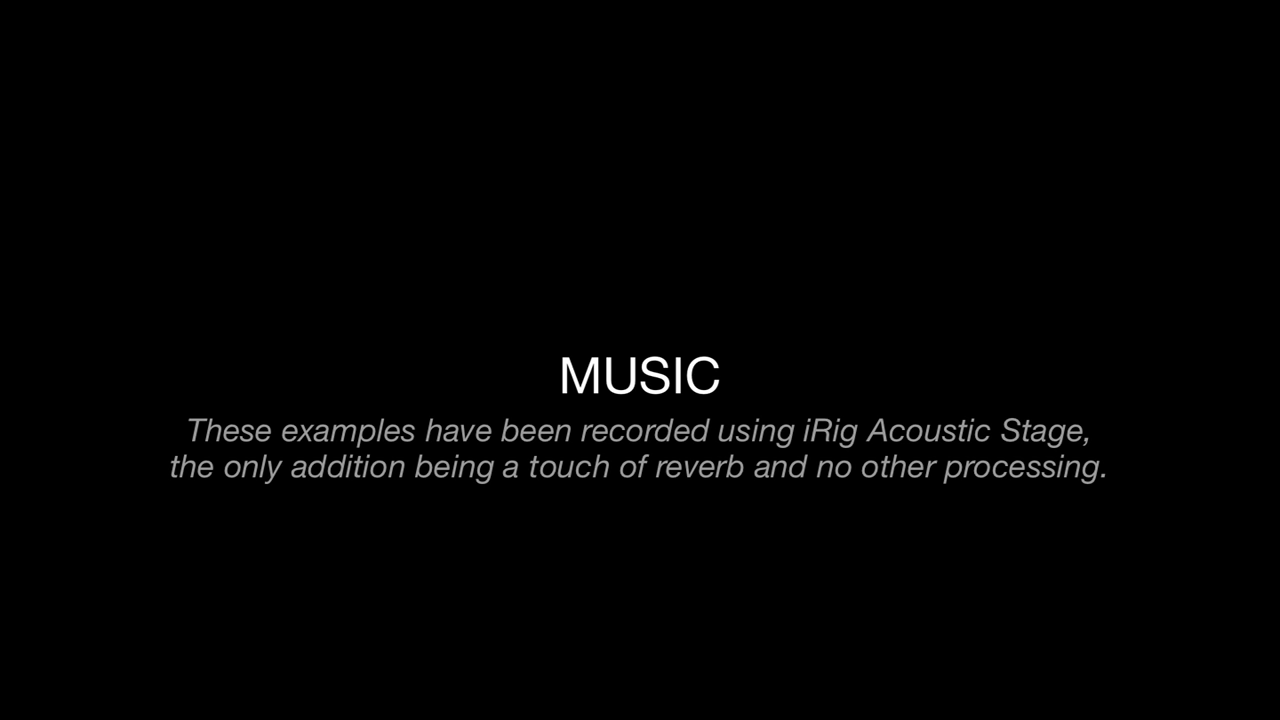 MUSIC
These examples have been recorded using iRig Acoustic Stage,
the only addition being a touch of reverb and no other processing.